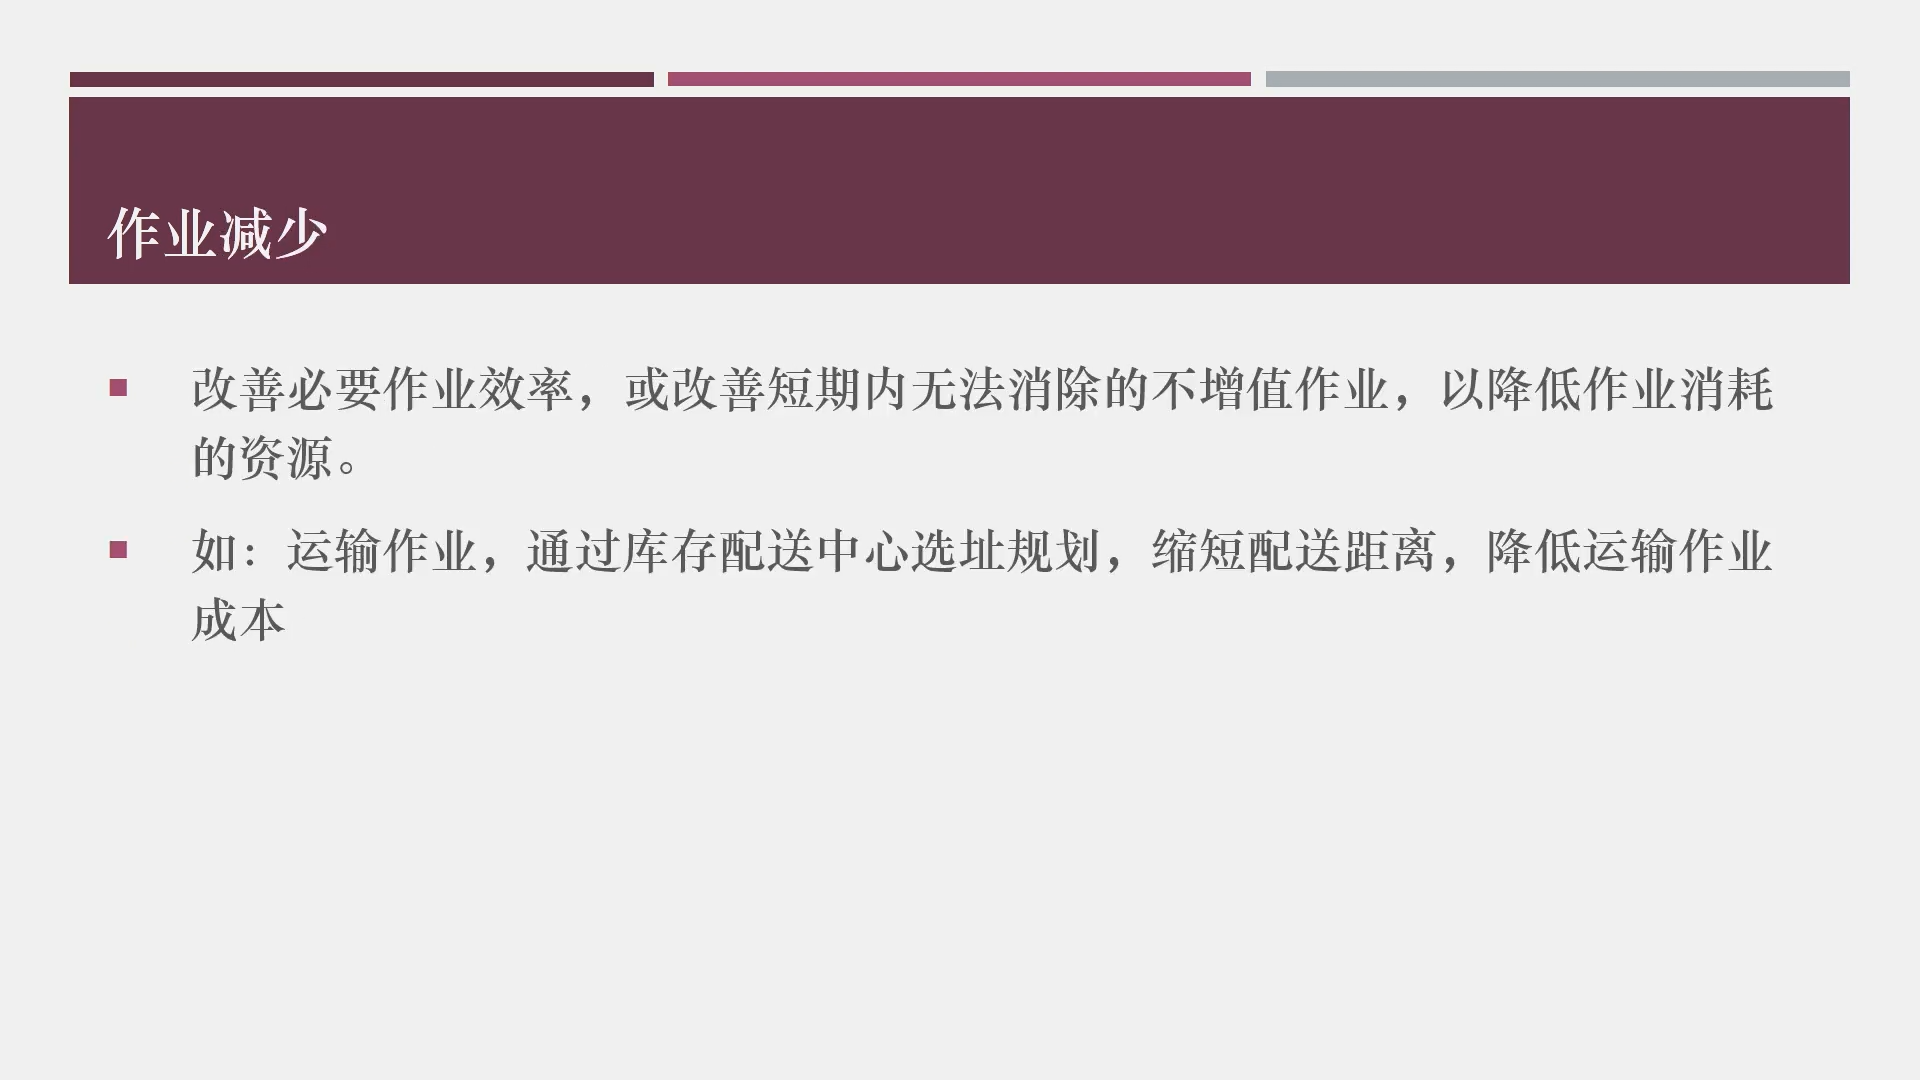 作业减少
改善必要作业效率，或改善短期内无法消除的不增值作业，以降低作业消耗
的资源。
如：运输作业，通过库存配送中心选址规划，缩短配送距离，降低运输作业
成本